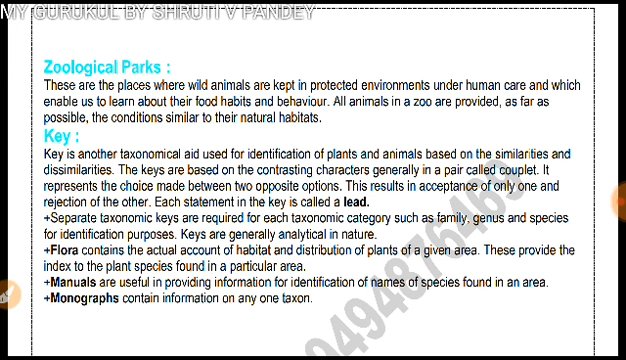 MY GURUKUL BY SHRUTI V PANDEY
Zoological Parks :
These are the places where wild animals are kept in protected environments under human care and which
enable us to learn about their food habits and behaviour. All animals in a zoo are provided, as far as
possible, the conditions similar to their natural habitats.
Key :
Key is another taxonomical aid used for identification of plants and animals based on the similarities and
dissimilarities. The keys are based on the contrasting characters generally in a pair called couplet. It
represents the choice made between two opposite options. This results in acceptance of only one and
rejection of the other. Each statement in the key is called a lead.
+Separate taxonomic keys are required for each taxonomic category such as family, genus and species
for identification purposes. Keys are generally analytical in nature.
+Flora contains the actual account of habitat and distribution of plants of a given area. These provide the
index to the plant species found in a particular area.
+Manuals are useful in providing information for identification of names of species found in an area.
+Monographs contain information on any one taxon.